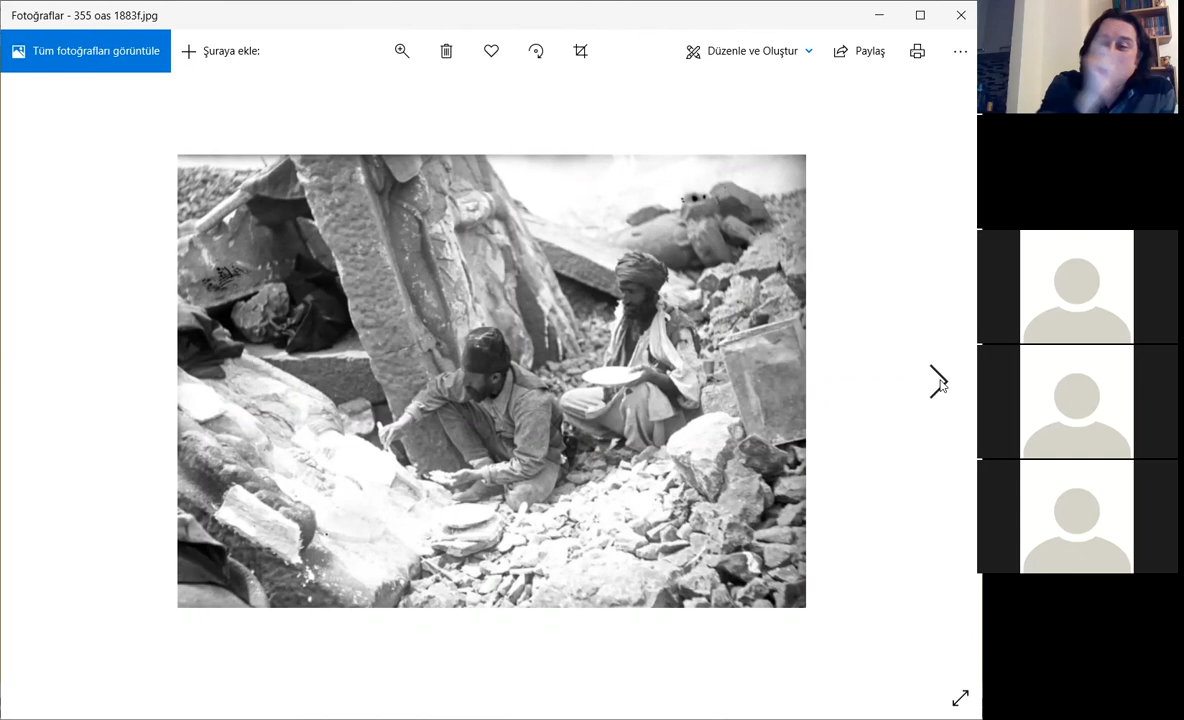 Fotoğraflar - 355 oas 1883f.jpg
Tüm fotoğrafları görüntüle
Şuraya ekle:
Düzenle ve Oluştur
Paylaş